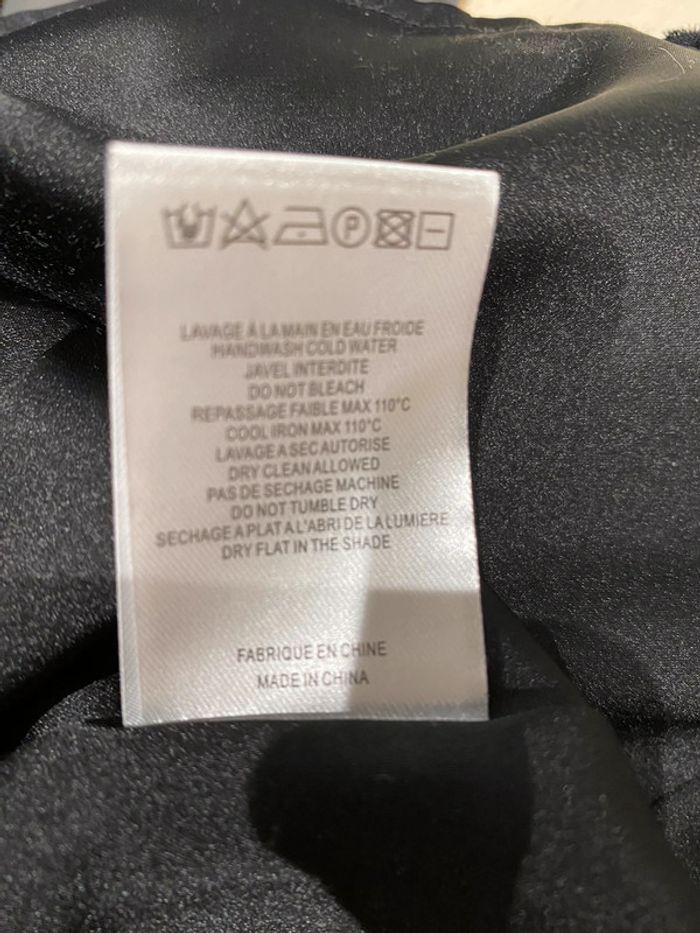 P
LAVAGE À LA MAIN EN EAU FROIDE
HANDWASH COLD WATER
JAVEL INTERDITE
DO NOT BLEACH
REPASSAGE FAIBLE MAX 110°C
COOL IRON MAX 110°C
LAVAGE A SEC AUTORISE
DRY CLEAN ALLOWED
PAS DE SECHAGE MACHINE
DO NOT TUMBLE DRY
SECHAGE A PLAT A L'ABRI DE LA LUMIERE
DRY FLAT IN THE SHADE
FABRIQUE EN CHINE
MADE IN CHINA